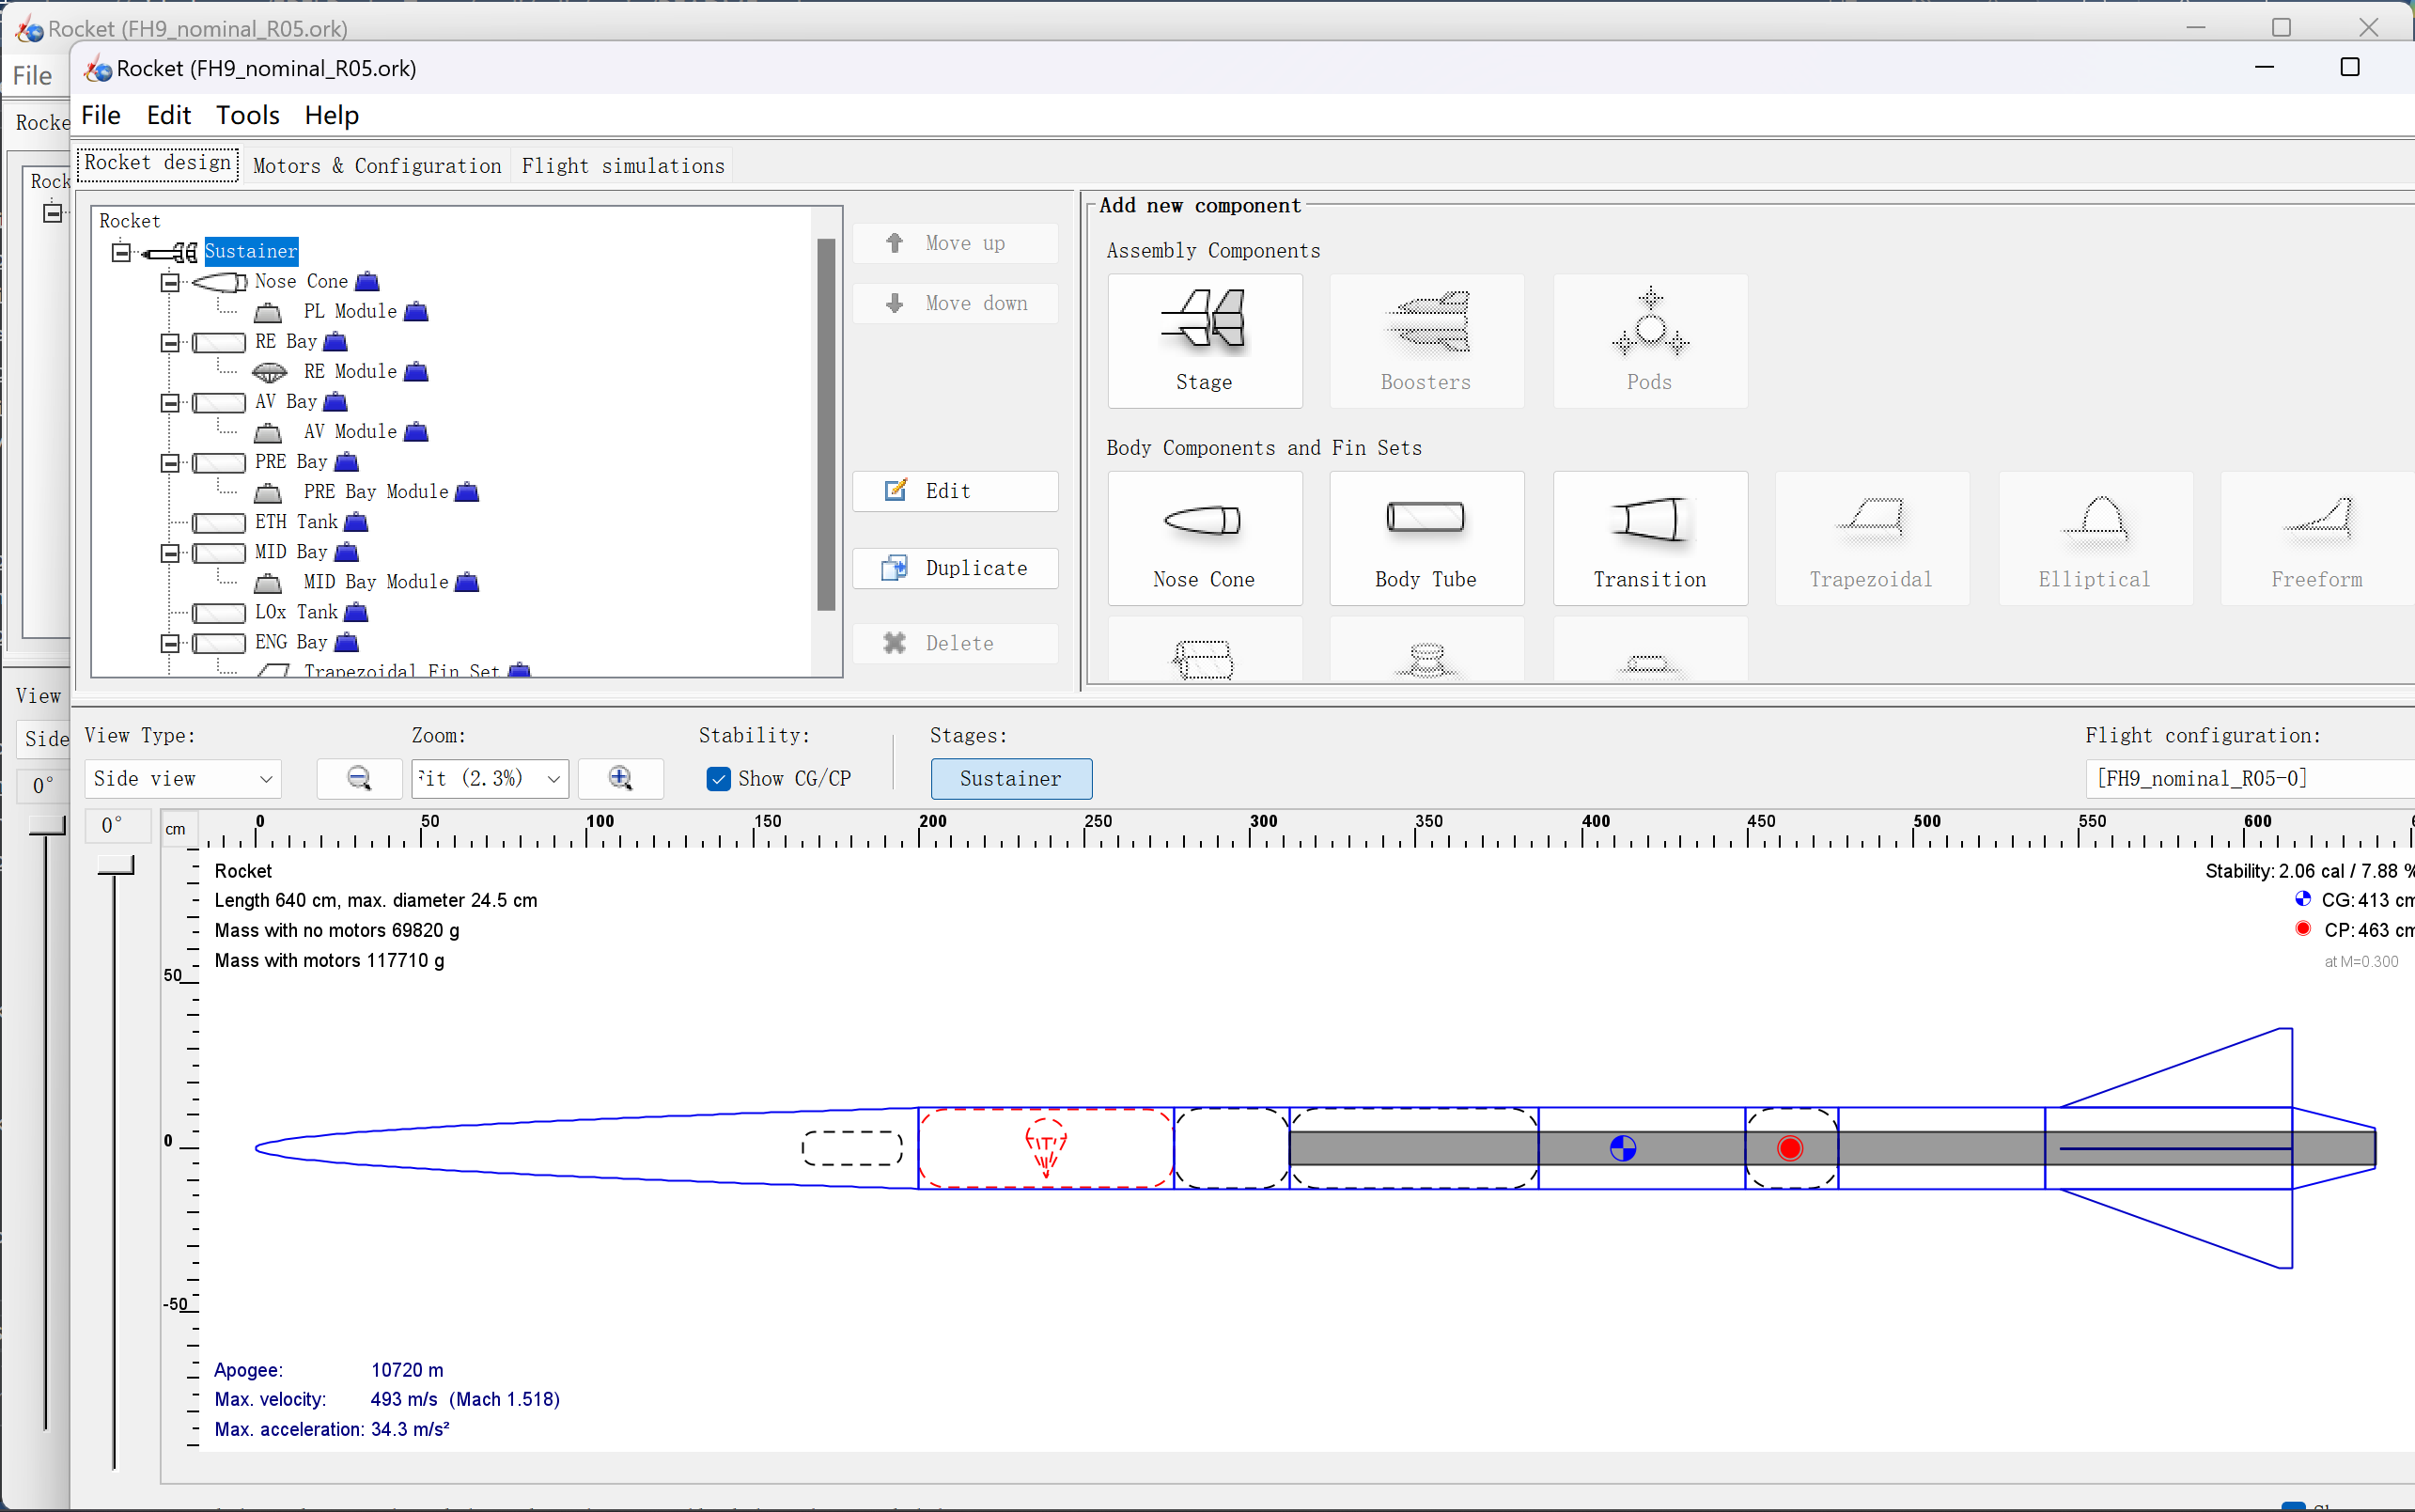 Rocket (FH9_nominal_R05.ork)
File
Rocke
Rock
View
Side
0°
Rocket (FH9_nominal_R05.ork)
File Edit Tools Help
Rocket design Motors & Configuration Flight simulations
Rocket
Sustainer
Nose Cone
PL Module
RE Bay
RE Module
AV Bay
AV Module
PRE Bay
PRE Bay Module
ETH Tank
MID Bay
MID Bay Module
LOx Tank
ENG Bay
Trapezoidal Fin Set
Move up
Move down
Edit
Duplicate
Delete
Add new component
Assembly Components
Stage Boosters Pods
Body Components and Fin Sets
Nose Cone Body Tube Transition Trapezoidal Elliptical Freeform
View Type: Zoom: Stability: Stages: Flight configuration:
Side view Fit (2.3%) Show CG/CP Sustainer [FH9_nominal_R05-0]
0° cm 0 50 100 150 200 250 300 350 400 450 500 550 600
50
0
-50
Rocket
Length 640 cm, max. diameter 24.5 cm
Mass with no motors 69820 g
Mass with motors 117710 g
Stability: 2.06 cal / 7.88 %
CG: 413 cm
CP: 463 cm
at M=0.300
Apogee: 10720 m
Max. velocity: 493 m/s (Mach 1.518)
Max. acceleration: 34.3 m/s²